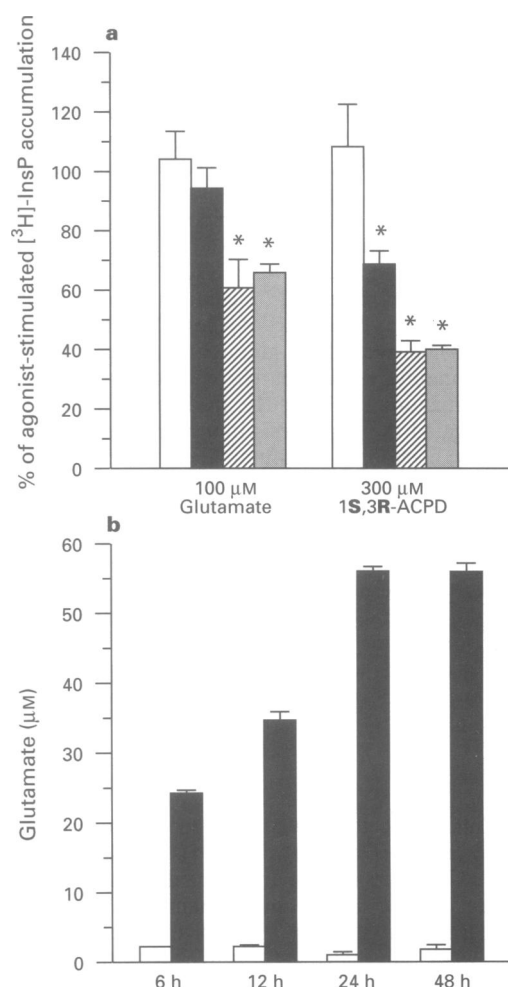 a
% of agonist-stimulated [³H]-InsP accumulation
140
120
100
80
60
40
20
0
* *
*
* *
100 μM
Glutamate
300 μM
1S,3R-ACPD
b
Glutamate (μM)
60
50
40
30
20
10
0
6 h 12 h 24 h 48 h